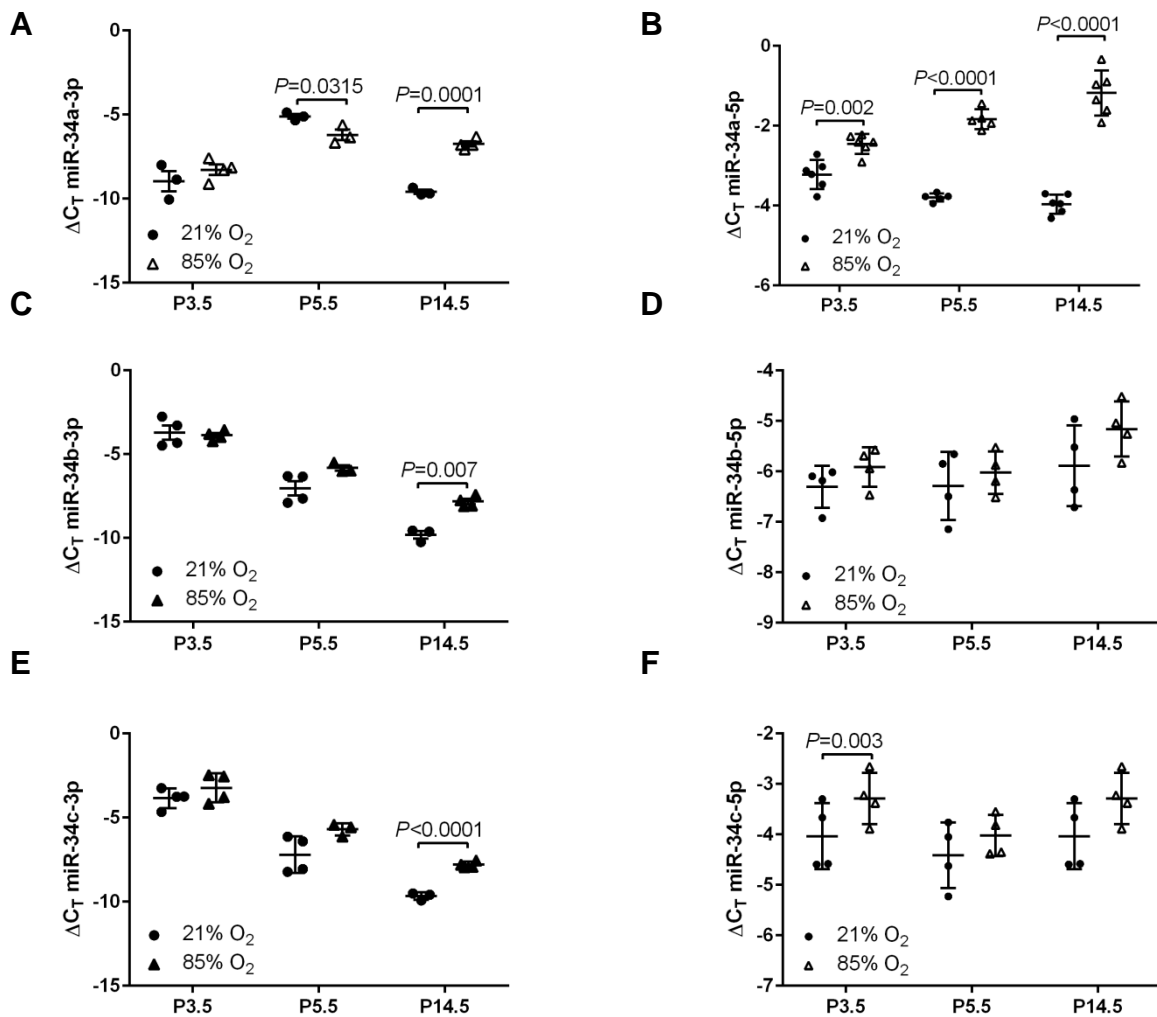 A
0
-5
-10
-15
ΔCT miR-34a-3p
P=0.0315
P=0.0001
21% O2
85% O2
P3.5
P5.5
P14.5
B
0
-2
-4
-6
ΔCT miR-34a-5p
P=0.002
P<0.0001
P<0.0001
21% O2
85% O2
P3.5
P5.5
P14.5
C
0
-5
-10
-15
ΔCT miR-34b-3p
P=0.007
21% O2
85% O2
P3.5
P5.5
P14.5
D
-4
-5
-6
-7
-8
-9
ΔCT miR-34b-5p
21% O2
85% O2
P3.5
P5.5
P14.5
E
0
-5
-10
-15
ΔCT miR-34c-3p
P<0.0001
21% O2
85% O2
P3.5
P5.5
P14.5
F
-2
-3
-4
-5
-6
-7
ΔCT miR-34c-5p
P=0.003
21% O2
85% O2
P3.5
P5.5
P14.5